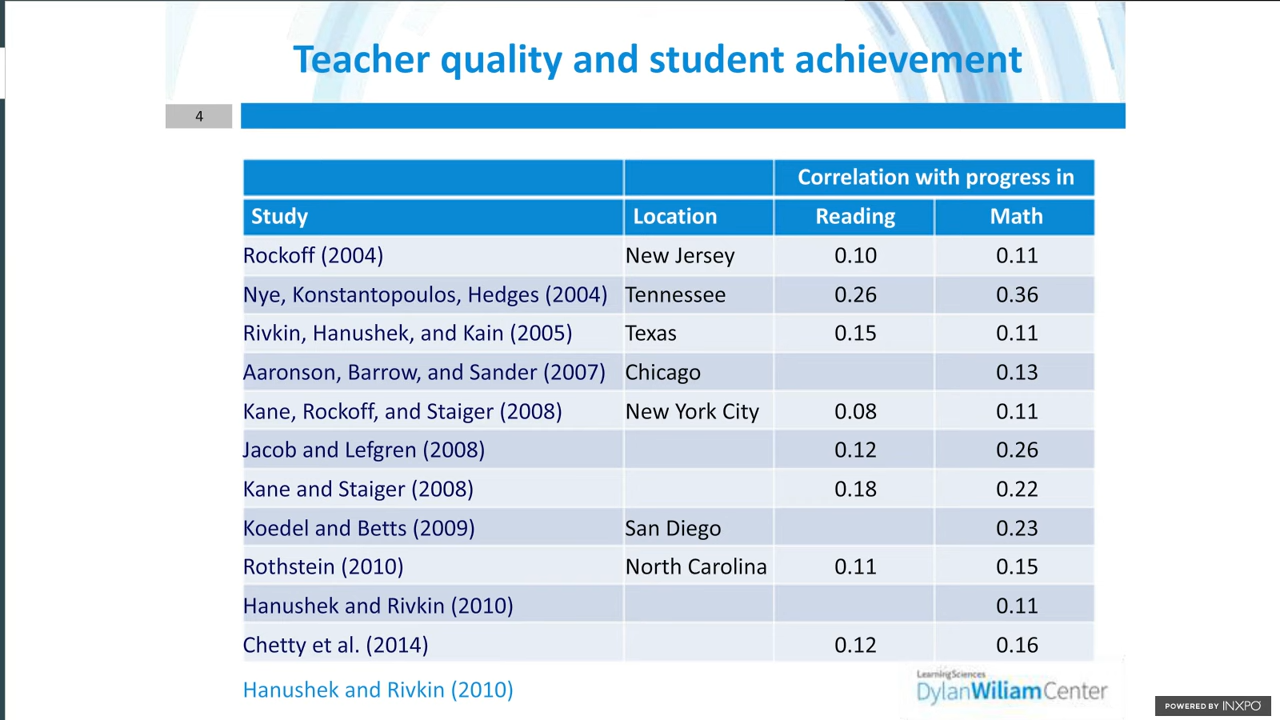 Teacher quality and student achievement
4
Correlation with progress in
Study Location Reading Math
Rockoff (2004) New Jersey 0.10 0.11
Nye, Konstantopoulos, Hedges (2004) Tennessee 0.26 0.36
Rivkin, Hanushek, and Kain (2005) Texas 0.15 0.11
Aaronson, Barrow, and Sander (2007) Chicago 0.13
Kane, Rockoff, and Staiger (2008) New York City 0.08 0.11
Jacob and Lefgren (2008) 0.12 0.26
Kane and Staiger (2008) 0.18 0.22
Koedel and Betts (2009) San Diego 0.23
Rothstein (2010) North Carolina 0.11 0.15
Hanushek and Rivkin (2010) 0.11
Chetty et al. (2014) 0.12 0.16
Hanushek and Rivkin (2010)
LearningSciences
DylanWiliamCenter
POWERED BY INXPO